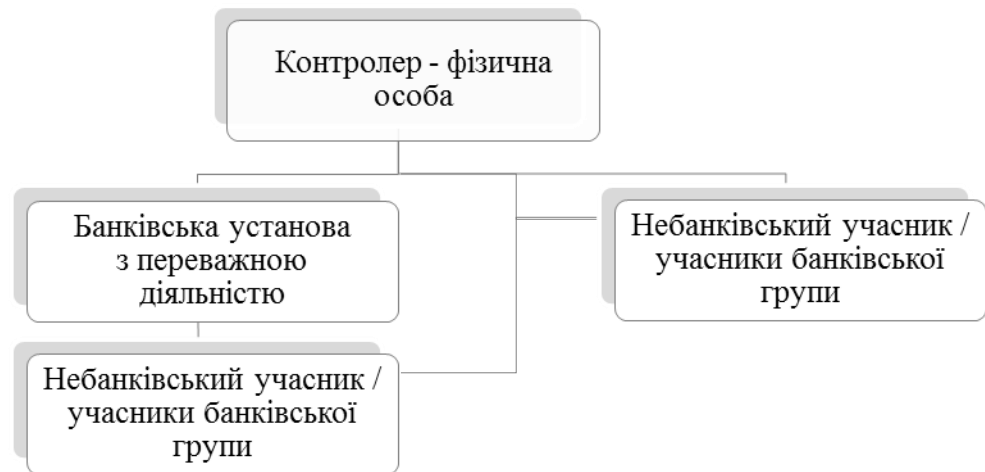 Контролер - фізична
особа
Банківська установа
з переважною
діяльністю
Небанківський учасник /
учасники банківської
групи
Небанківський учасник /
учасники банківської
групи